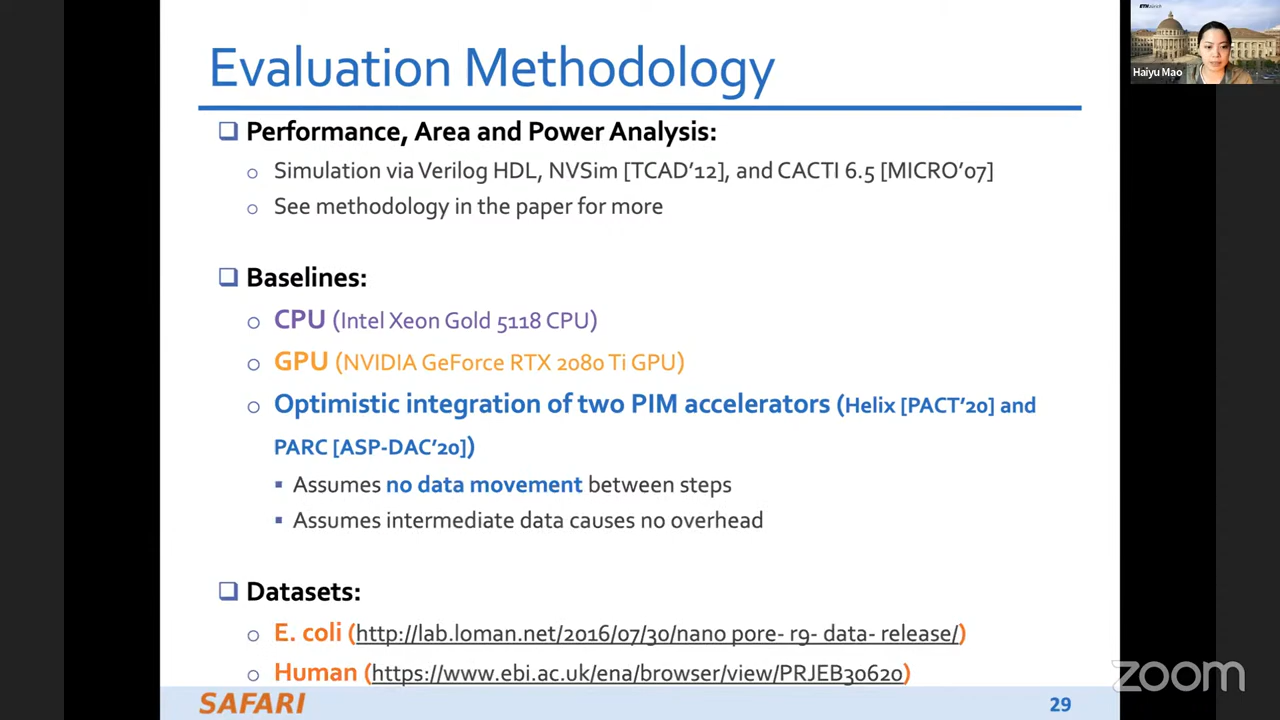 ETH zürich
Haiyu Mao
Evaluation Methodology
Performance, Area and Power Analysis:
Simulation via Verilog HDL, NVSim [TCAD'12], and CACTI 6.5 [MICRO'07]
See methodology in the paper for more
Baselines:
CPU (Intel Xeon Gold 5118 CPU)
GPU (NVIDIA GeForce RTX 2080 Ti GPU)
Optimistic integration of two PIM accelerators (Helix [PACT'20] and
PARC [ASP-DAC'20])
Assumes no data movement between steps
Assumes intermediate data causes no overhead
Datasets:
E. coli (http://lab.loman.net/2016/07/30/nano pore- r9- data- release/)
Human (https://www.ebi.ac.uk/ena/browser/view/PRJEB30620)
SAFARI
29
zoom